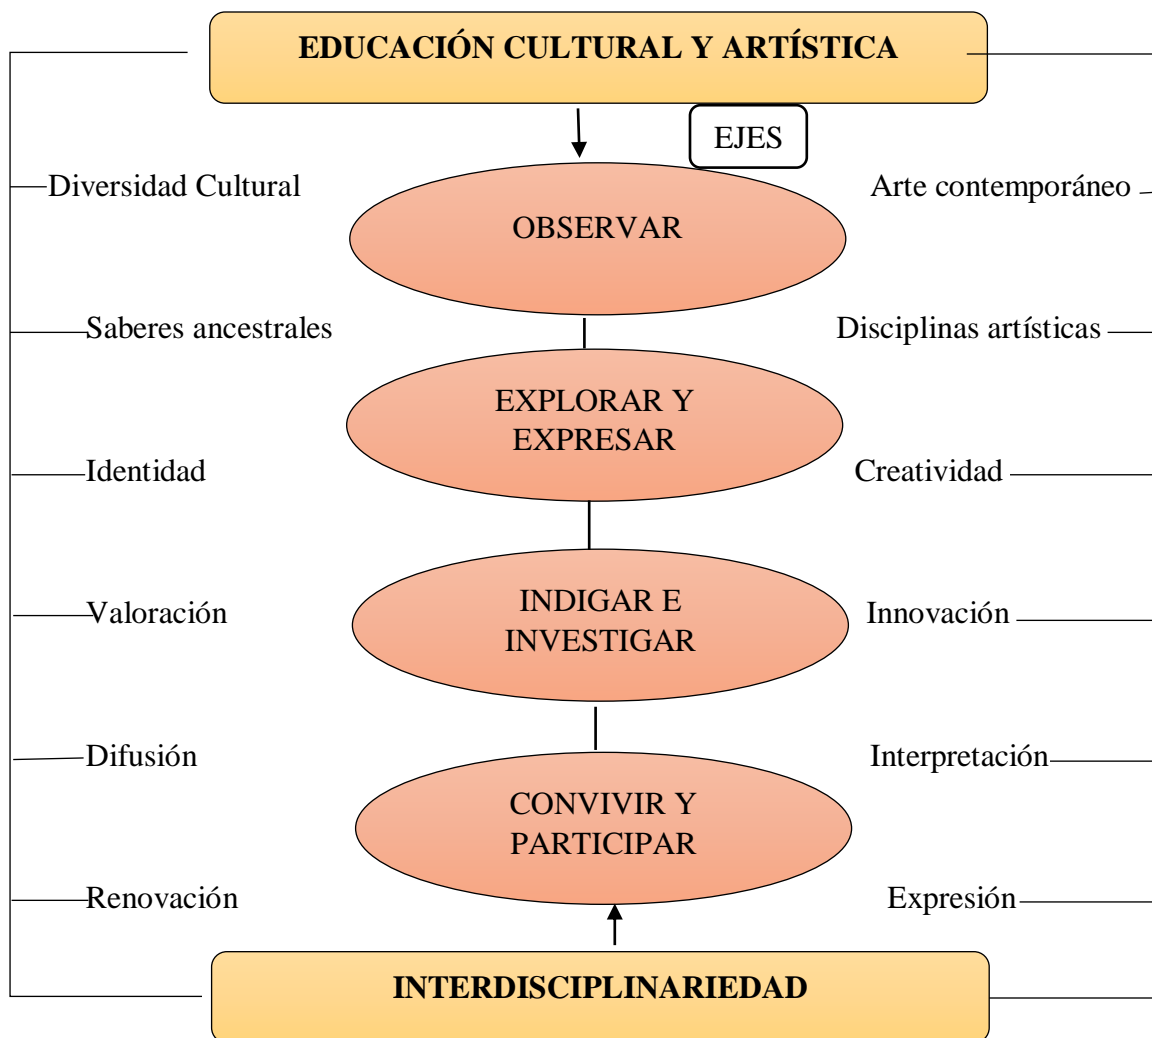 EDUCACIÓN CULTURAL Y ARTÍSTICA
EJES
Diversidad Cultural
Arte contemporáneo
OBSERVAR
Saberes ancestrales
Disciplinas artísticas
EXPLORAR Y
EXPRESAR
Identidad
Creatividad
INDIGAR E
INVESTIGAR
Valoración
Innovación
Difusión
Interpretación
CONVIVIR Y
PARTICIPAR
Renovación
Expresión
INTERDISCIPLINARIEDAD